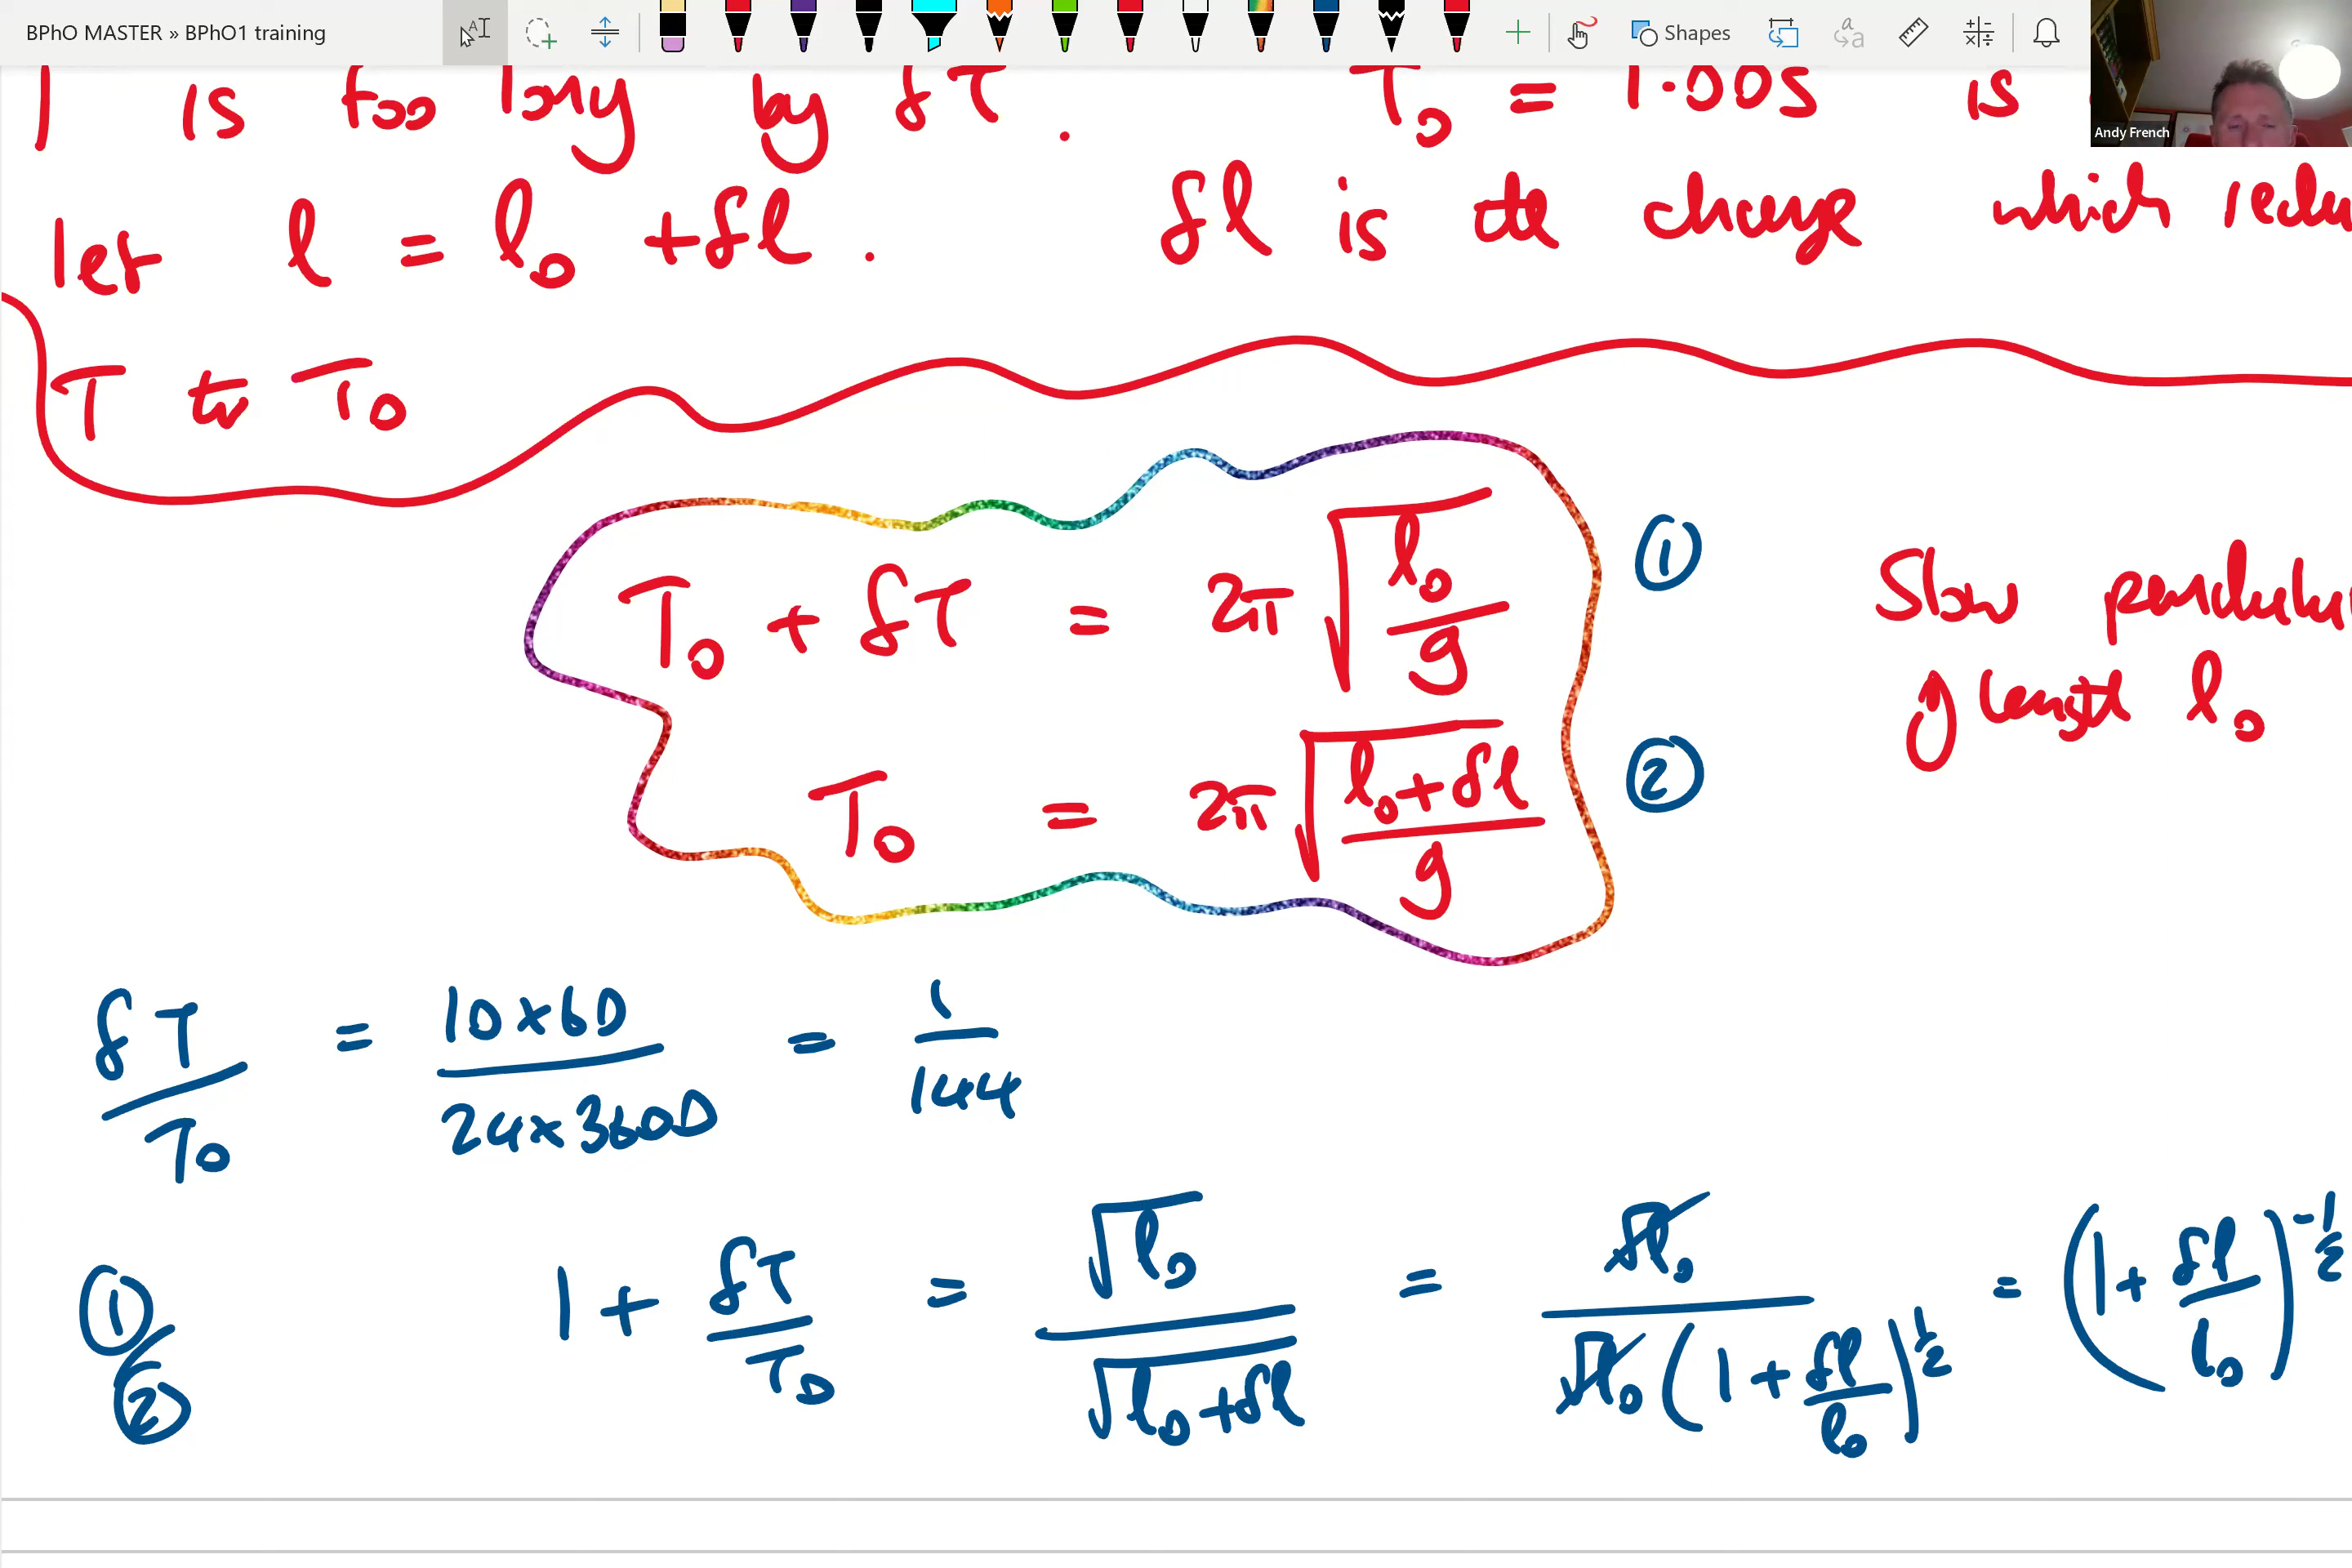 BPhO MASTER » BPhO1 training
Shapes
Andy French
is too long by δT. T₀ = 1.00s is
let l = l₀ + δl. δl is the change which
T to T₀
T₀ + δT = 2π √(l₀/g) ①
T₀ = 2π √((l₀+δl)/g) ②
Slow
length l₀
δT/T₀ = (10×60)/(24×3600) = 1/144
①/② 1 + δT/T₀ = √l₀/√(l₀+δl) = √l₀/(√l₀(1+δl/l₀)^½) = (1+δl/l₀)^-½